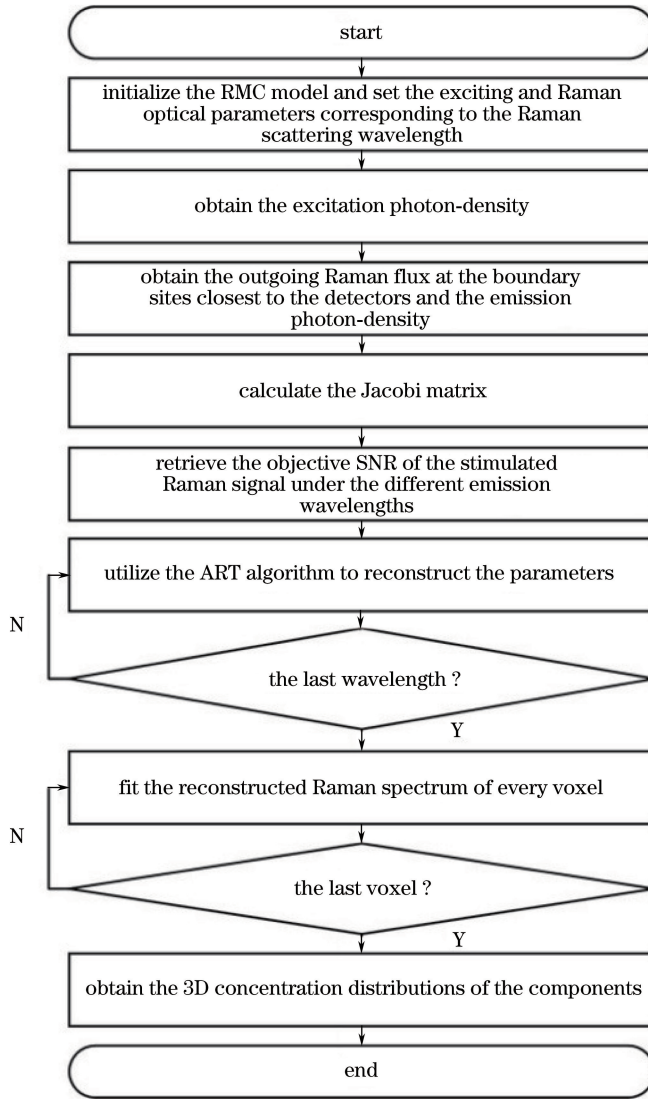 start
initialize the RMC model and set the exciting and Raman
optical parameters corresponding to the Raman
scattering wavelength
obtain the excitation photon-density
obtain the outgoing Raman flux at the boundary
sites closest to the detectors and the emission
photon-density
calculate the Jacobi matrix
retrieve the objective SNR of the stimulated
Raman signal under the different emission
wavelengths
utilize the ART algorithm to reconstruct the parameters
N
the last wavelength ?
Y
fit the reconstructed Raman spectrum of every voxel
N
the last voxel ?
Y
obtain the 3D concentration distributions of the components
end